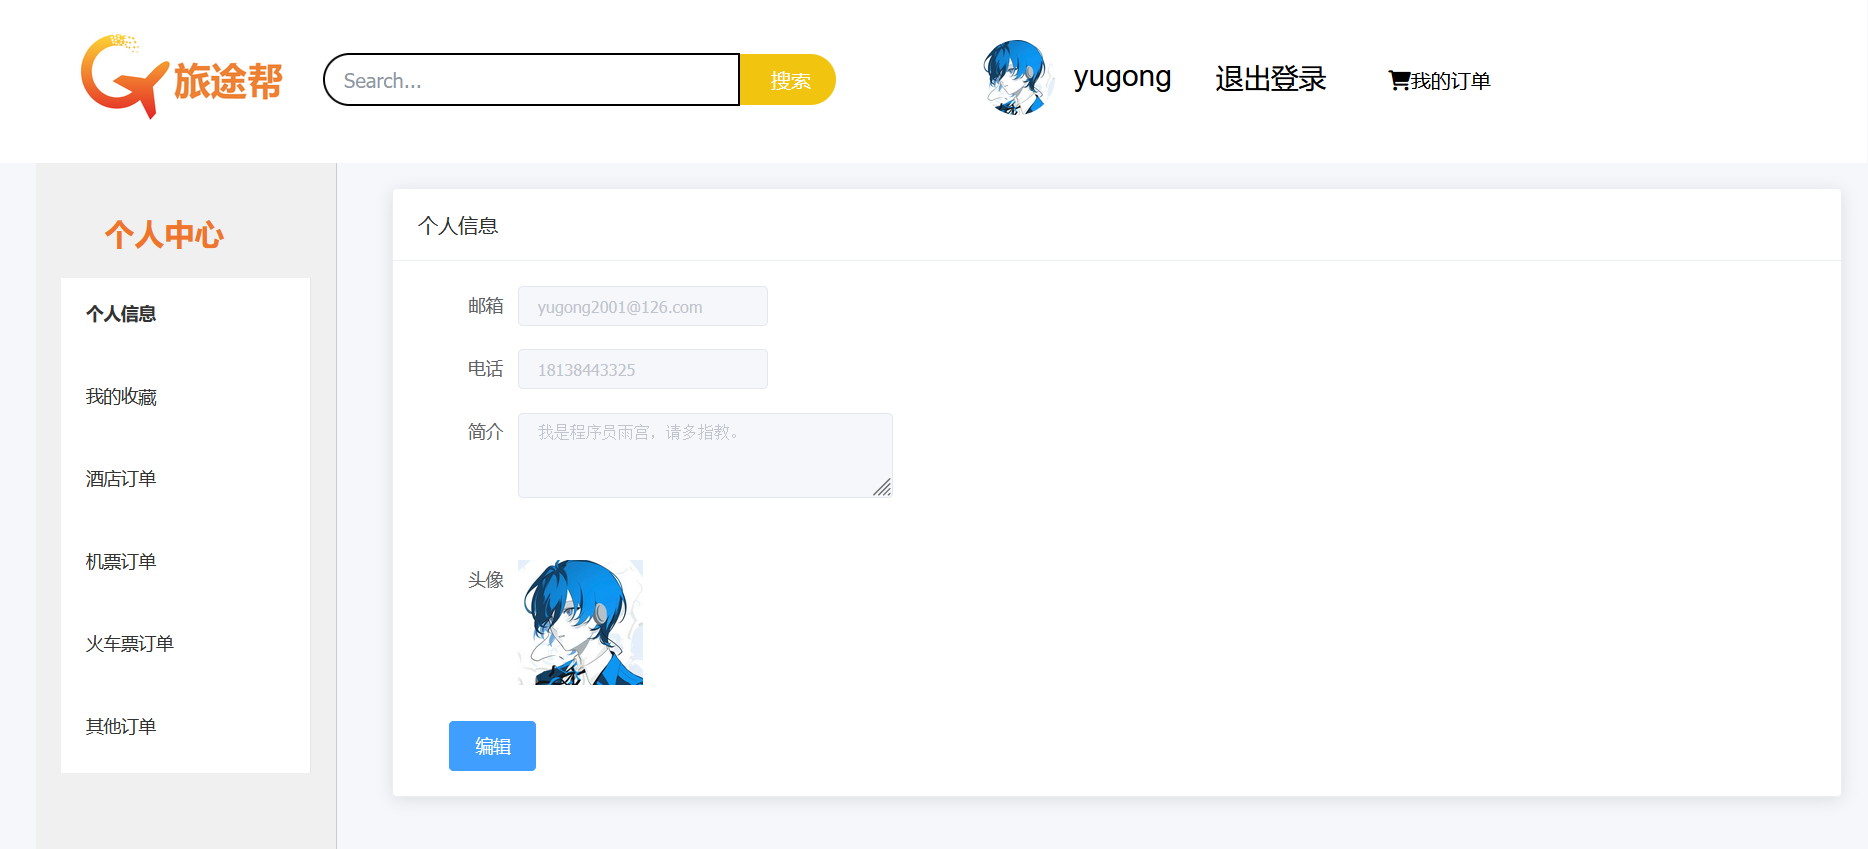 旅途帮
Search...
搜索
yugong
退出登录
我的订单
个人中心
个人信息
我的收藏
酒店订单
机票订单
火车票订单
其他订单
个人信息
邮箱 yugong2001@126.com
电话 18138443325
简介 我是程序员雨宫，请多指教。
头像
编辑